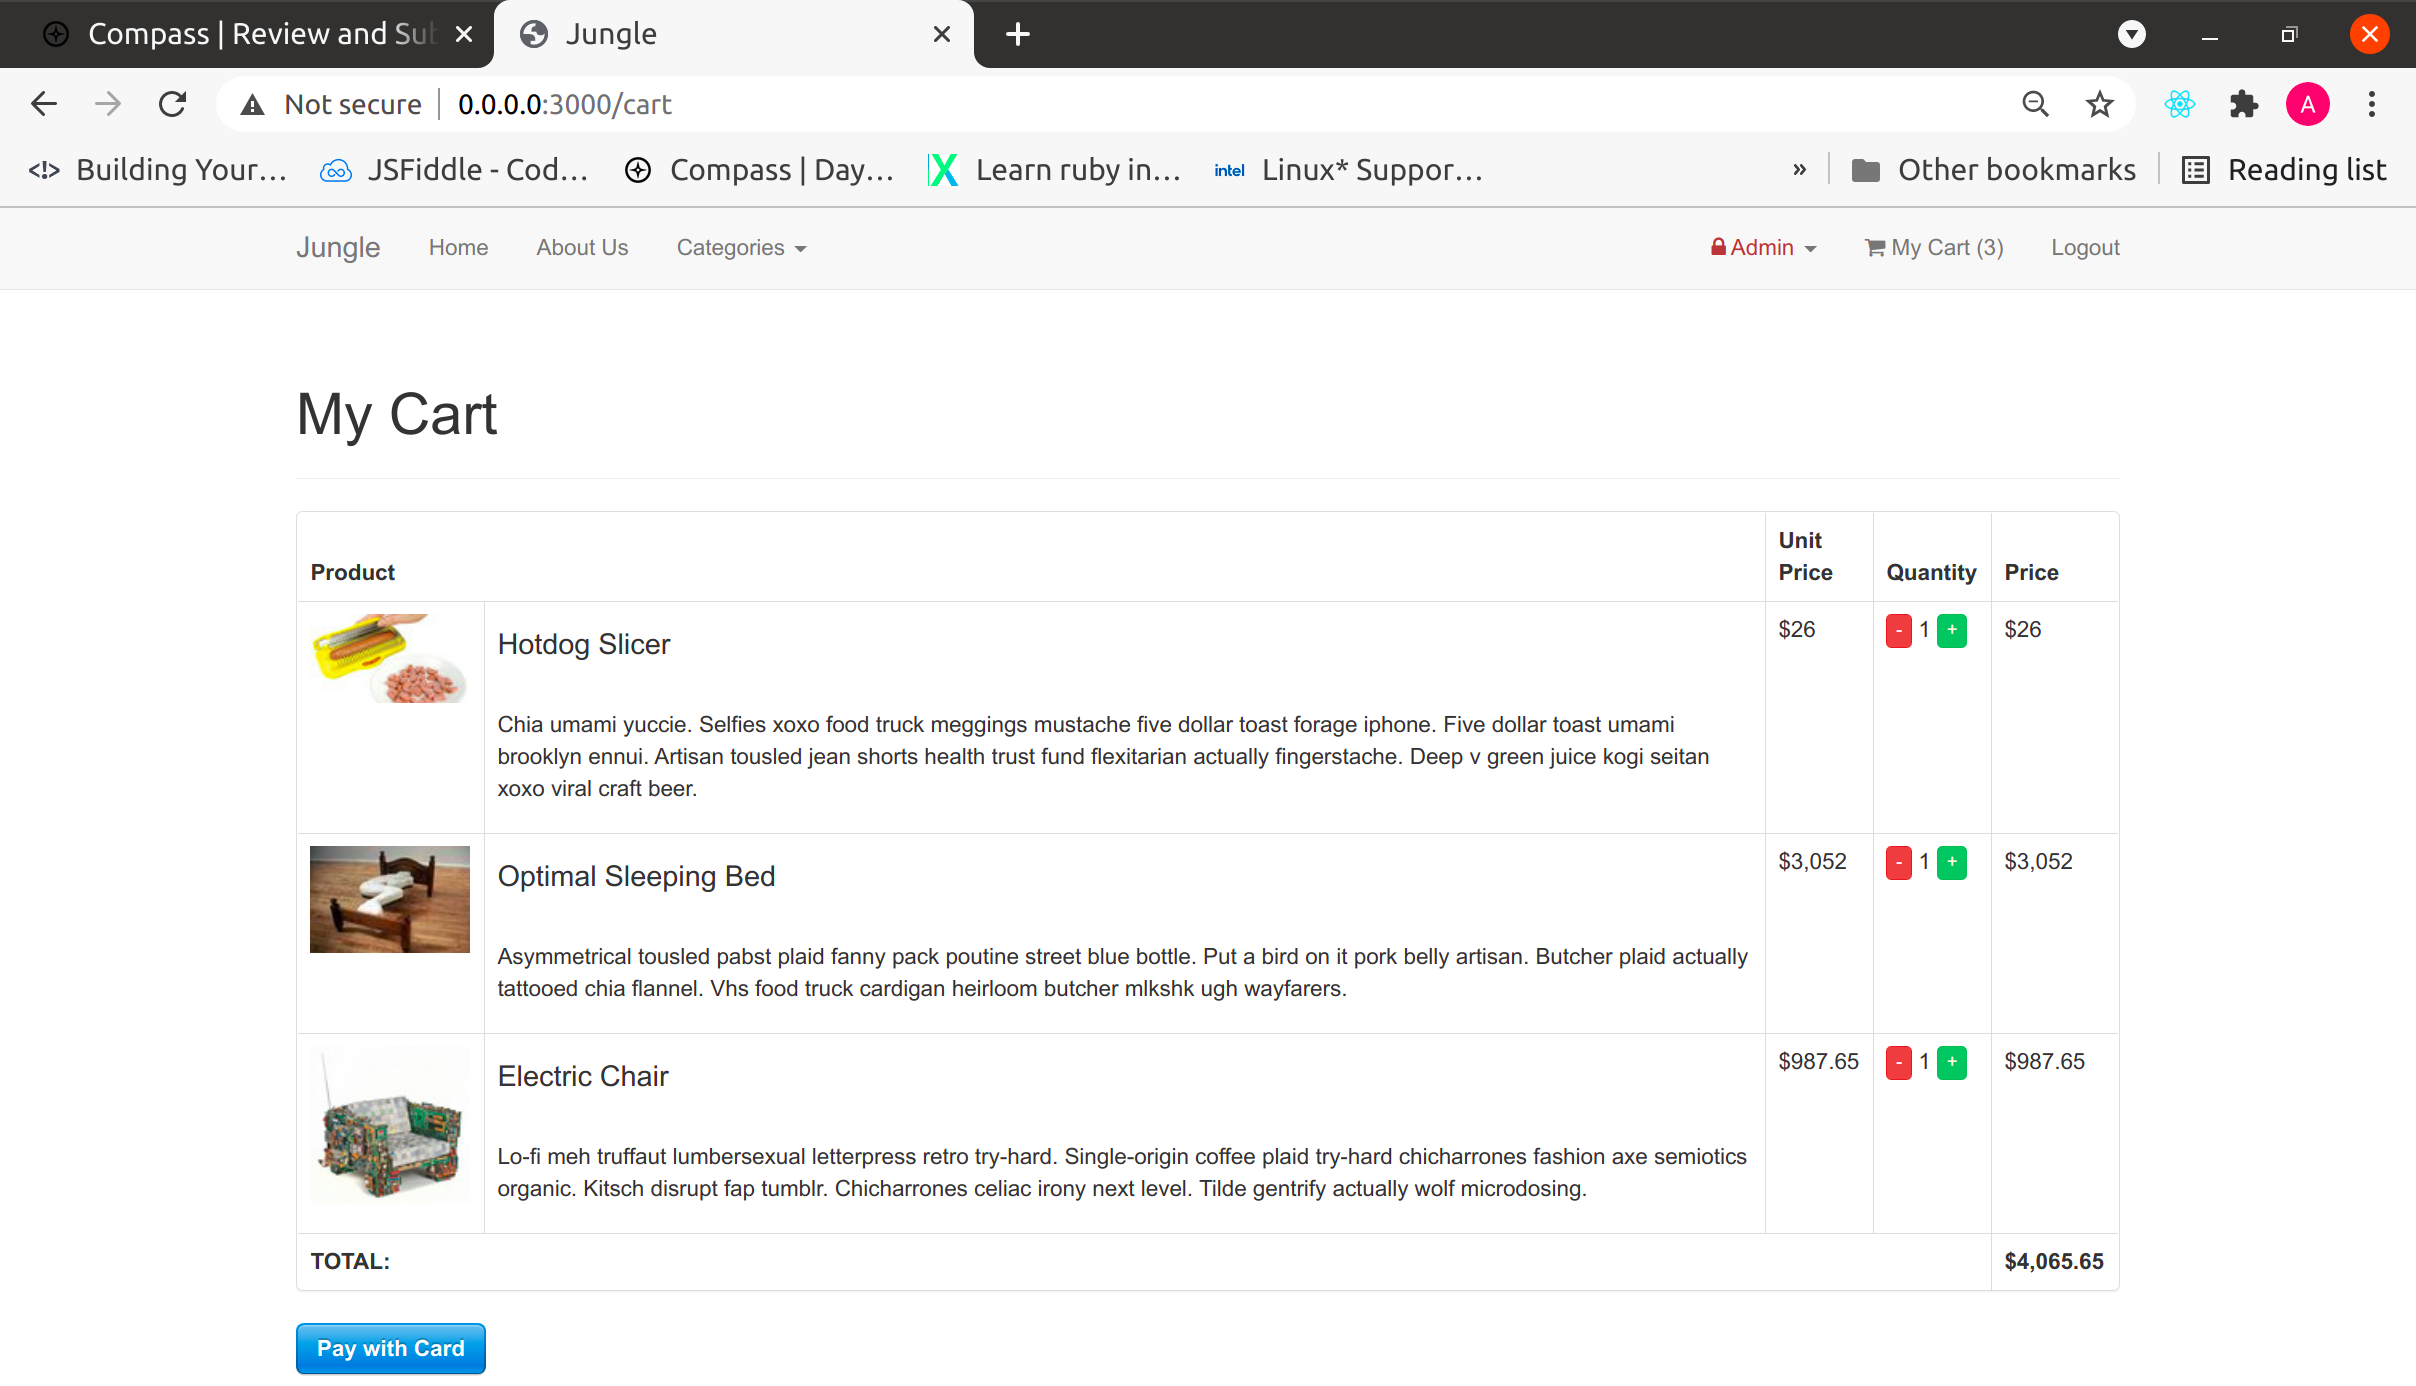 Compass | Review and Sub
Jungle
Not secure
0.0.0.0:3000/cart
A
Building Your...
JSFiddle - Cod...
Compass | Day...
Learn ruby in...
intel
Linux* Suppor...
»
Other bookmarks
Reading list
Jungle
Home
About Us
Categories
Admin
My Cart (3)
Logout
My Cart
Product
Unit
Price
Quantity
Price
Hotdog Slicer
$26
- 1 +
$26
Chia umami yuccie. Selfies xoxo food truck meggings mustache five dollar toast forage iphone. Five dollar toast umami
brooklyn ennui. Artisan tousled jean shorts health trust fund flexitarian actually fingerstache. Deep v green juice kogi seitan
xoxo viral craft beer.
Optimal Sleeping Bed
$3,052
- 1 +
$3,052
Asymmetrical tousled pabst plaid fanny pack poutine street blue bottle. Put a bird on it pork belly artisan. Butcher plaid actually
tattooed chia flannel. Vhs food truck cardigan heirloom butcher mlkshk ugh wayfarers.
Electric Chair
$987.65
- 1 +
$987.65
Lo-fi meh truffaut lumbersexual letterpress retro try-hard. Single-origin coffee plaid try-hard chicharrones fashion axe semiotics
organic. Kitsch disrupt fap tumblr. Chicharrones celiac irony next level. Tilde gentrify actually wolf microdosing.
TOTAL:
$4,065.65
Pay with Card